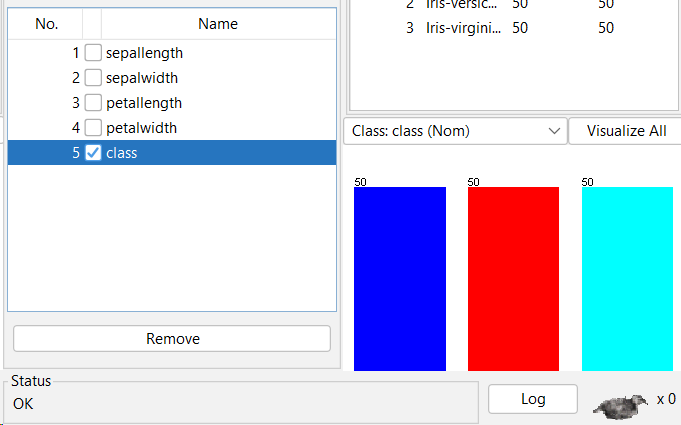 No. Name
1 sepallength
2 sepalwidth
3 petallength
4 petalwidth
5 class
Remove
2 Iris-versic... 50 50
3 Iris-virgini... 50 50
Class: class (Nom) Visualize All
50 50 50
Status
OK
Log x 0